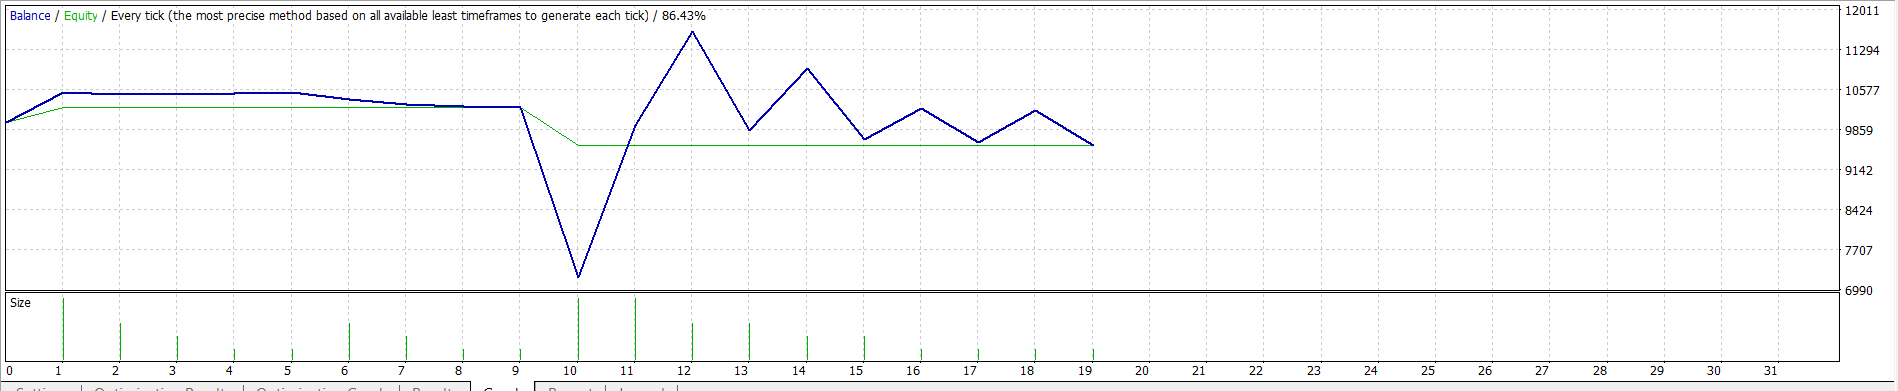 Balance / Equity / Every tick (the most precise method based on all available least timeframes to generate each tick) / 86.43%
12011
11294
10577
9859
9142
8424
7707
6990
Size
0 1 2 3 4 5 6 7 8 9 10 11 12 13 14 15 16 17 18 19 20 21 22 23 24 25 26 27 28 29 30 31